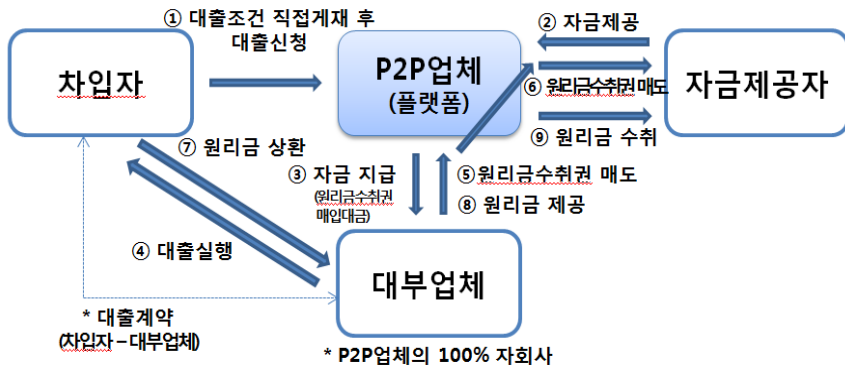 ① 대출조건 직접게재 후
대출신청
② 자금제공
차입자
P2P업체
(플랫폼)
자금제공자
⑥ 원리금수취권 매도
⑨ 원리금 수취
⑦ 원리금 상환
③ 자금 지급
(원리금수취권
매입대금)
⑤원리금수취권 매도
⑧ 원리금 제공
④ 대출실행
대부업체
* 대출계약
(차입자 – 대부업체)
* P2P업체의 100% 자회사